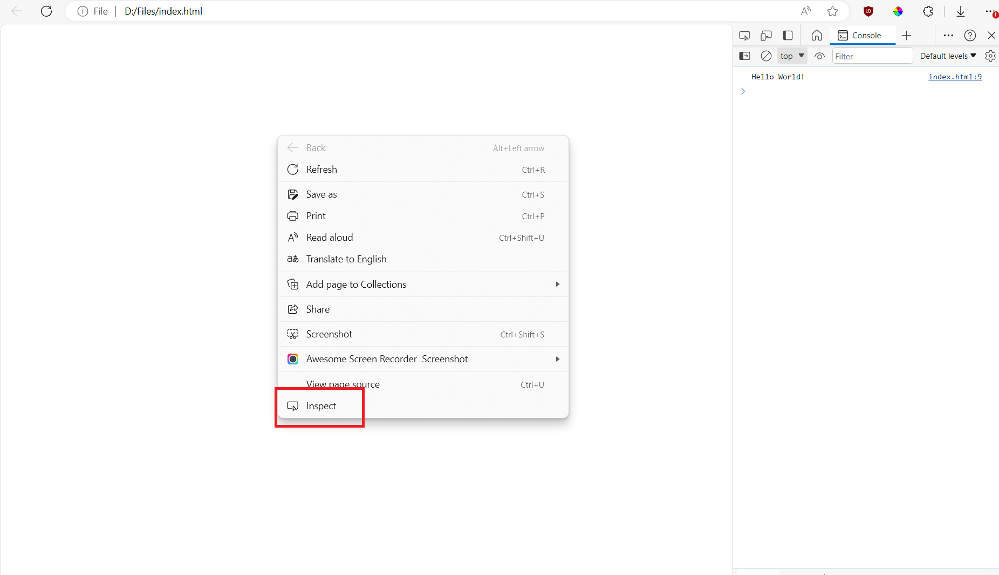 File | D:/Files/index.html
Console
top Filter Default levels
Hello World! index.html:9
Back Alt+Left arrow
Refresh Ctrl+R
Save as Ctrl+S
Print Ctrl+P
Read aloud Ctrl+Shift+U
Translate to English
Add page to Collections
Share
Screenshot Ctrl+Shift+S
Awesome Screen Recorder Screenshot
View page source Ctrl+U
Inspect